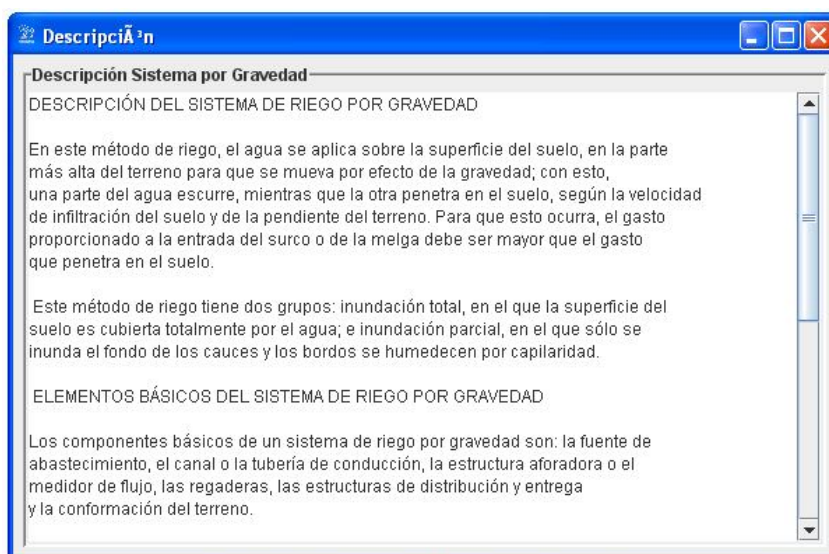 DescripciÃ³n
Descripción Sistema por Gravedad
DESCRIPCIÓN DEL SISTEMA DE RIEGO POR GRAVEDAD
En este método de riego, el agua se aplica sobre la superficie del suelo, en la parte
más alta del terreno para que se mueva por efecto de la gravedad; con esto,
una parte del agua escurre, mientras que la otra penetra en el suelo, según la velocidad
de infiltración del suelo y de la pendiente del terreno. Para que esto ocurra, el gasto
proporcionado a la entrada del surco o de la melga debe ser mayor que el gasto
que penetra en el suelo.
Este método de riego tiene dos grupos: inundación total, en el que la superficie del
suelo es cubierta totalmente por el agua; e inundación parcial, en el que sólo se
inunda el fondo de los cauces y los bordos se humedecen por capilaridad.
ELEMENTOS BÁSICOS DEL SISTEMA DE RIEGO POR GRAVEDAD
Los componentes básicos de un sistema de riego por gravedad son: la fuente de
abastecimiento, el canal o la tubería de conducción, la estructura aforadora o el
medidor de flujo, las regaderas, las estructuras de distribución y entrega
y la conformación del terreno.